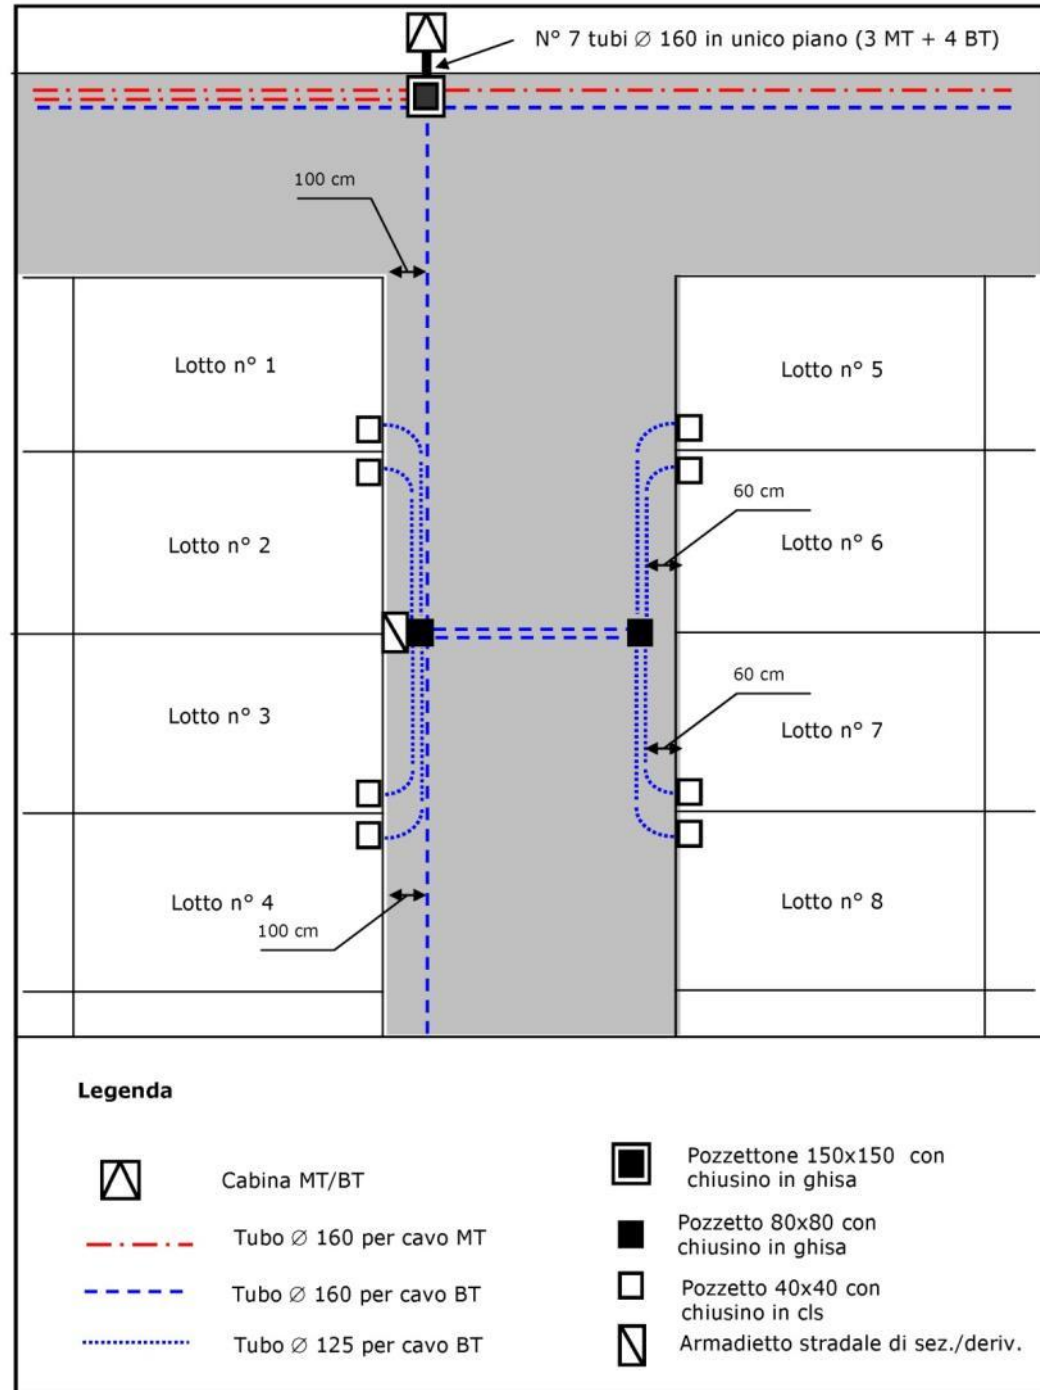 N° 7 tubi ∅ 160 in unico piano (3 MT + 4 BT)
100 cm
Lotto n° 1
Lotto n° 5
60 cm
Lotto n° 2
Lotto n° 6
60 cm
Lotto n° 3
Lotto n° 7
Lotto n° 4
Lotto n° 8
100 cm
Legenda
Cabina MT/BT
Tubo ∅ 160 per cavo MT
Tubo ∅ 160 per cavo BT
Tubo ∅ 125 per cavo BT
Pozzettone 150x150 con
chiusino in ghisa
Pozzetto 80x80 con
chiusino in ghisa
Pozzetto 40x40 con
chiusino in cls
Armadietto stradale di sez./deriv.